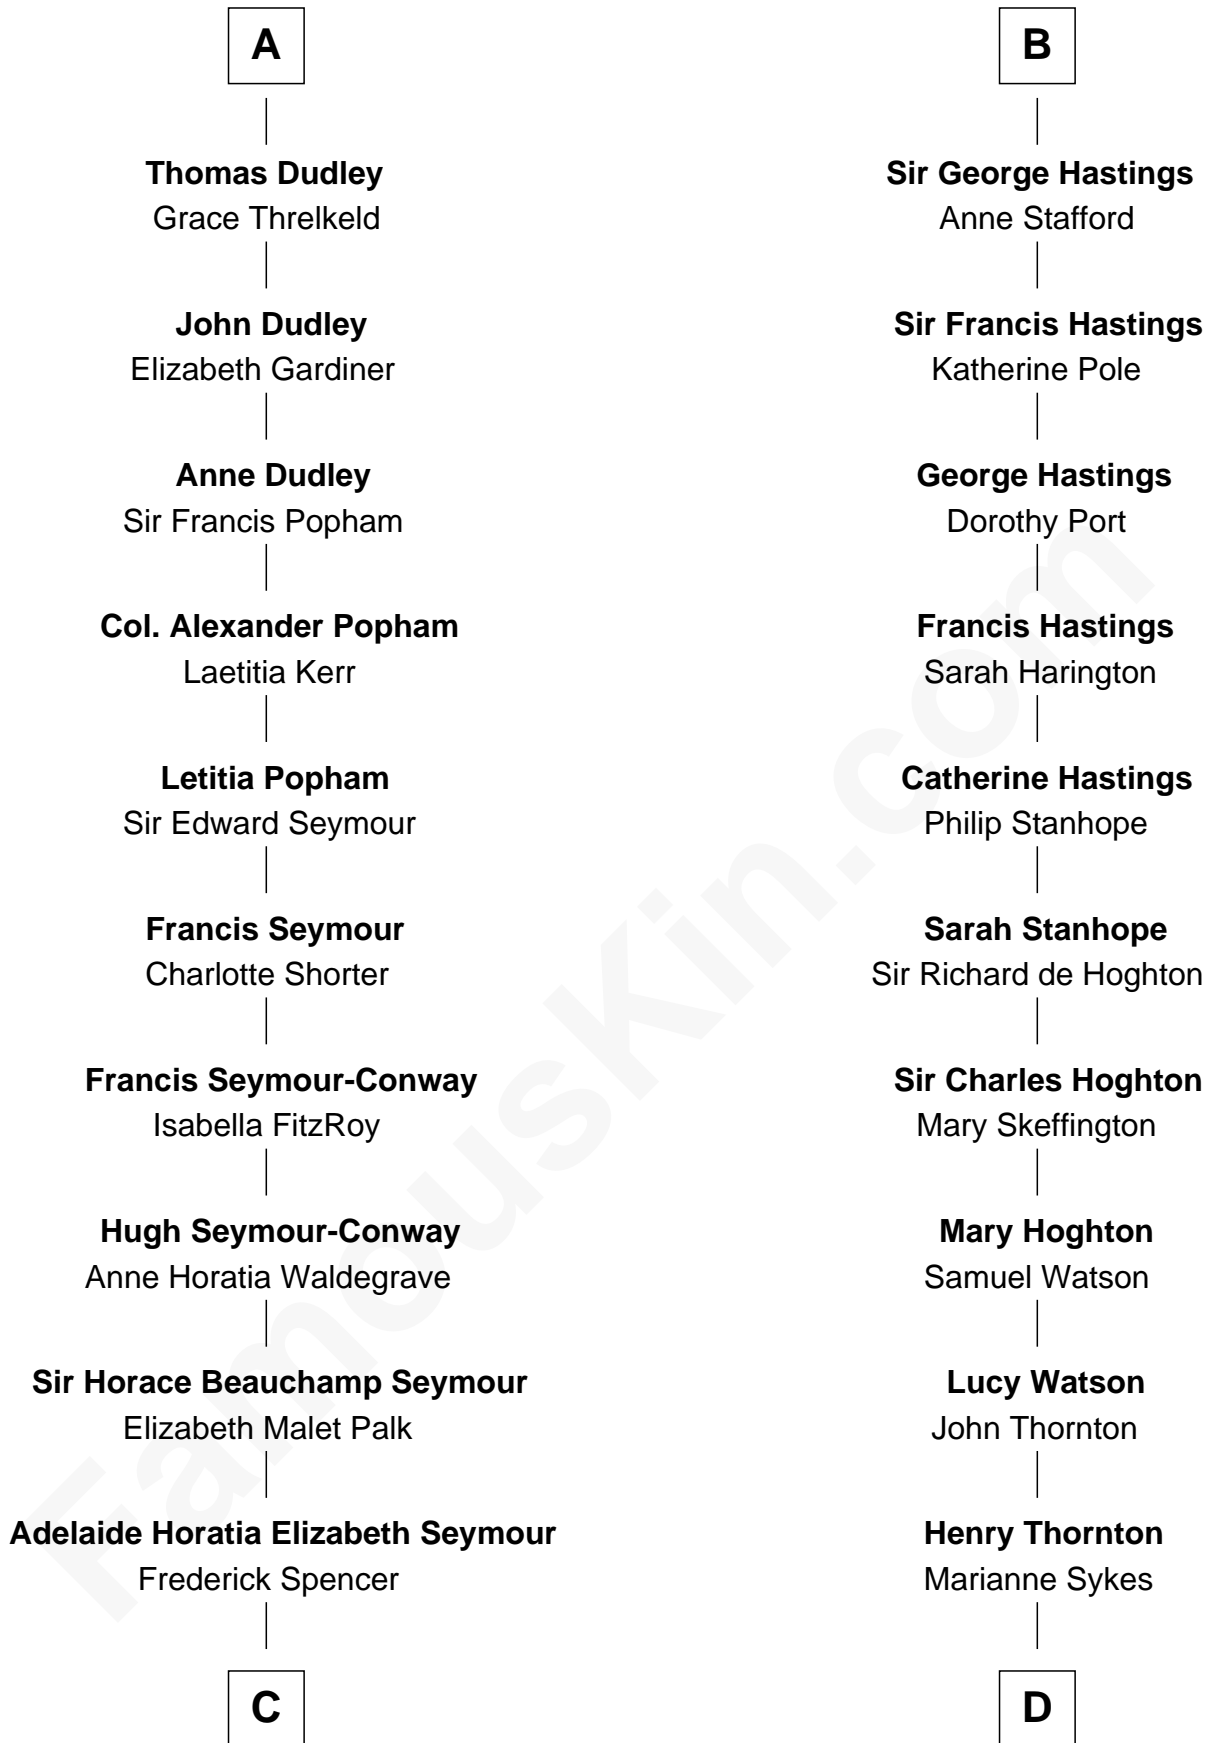 A
Thomas Dudley
Grace Threlkeld
John Dudley
Elizabeth Gardiner
Anne Dudley
Sir Francis Popham
Col. Alexander Popham
Laetitia Kerr
Letitia Popham
Sir Edward Seymour
Francis Seymour
Charlotte Shorter
Francis Seymour-Conway
Isabella FitzRoy
Hugh Seymour-Conway
Anne Horatia Waldegrave
Sir Horace Beauchamp Seymour
Elizabeth Malet Palk
Adelaide Horatia Elizabeth Seymour
Frederick Spencer
C
B
Sir George Hastings
Anne Stafford
Sir Francis Hastings
Katherine Pole
George Hastings
Dorothy Port
Francis Hastings
Sarah Harington
Catherine Hastings
Philip Stanhope
Sarah Stanhope
Sir Richard de Hoghton
Sir Charles Hoghton
Mary Skeffington
Mary Hoghton
Samuel Watson
Lucy Watson
John Thornton
Henry Thornton
Marianne Sykes
D
FamousKin.com